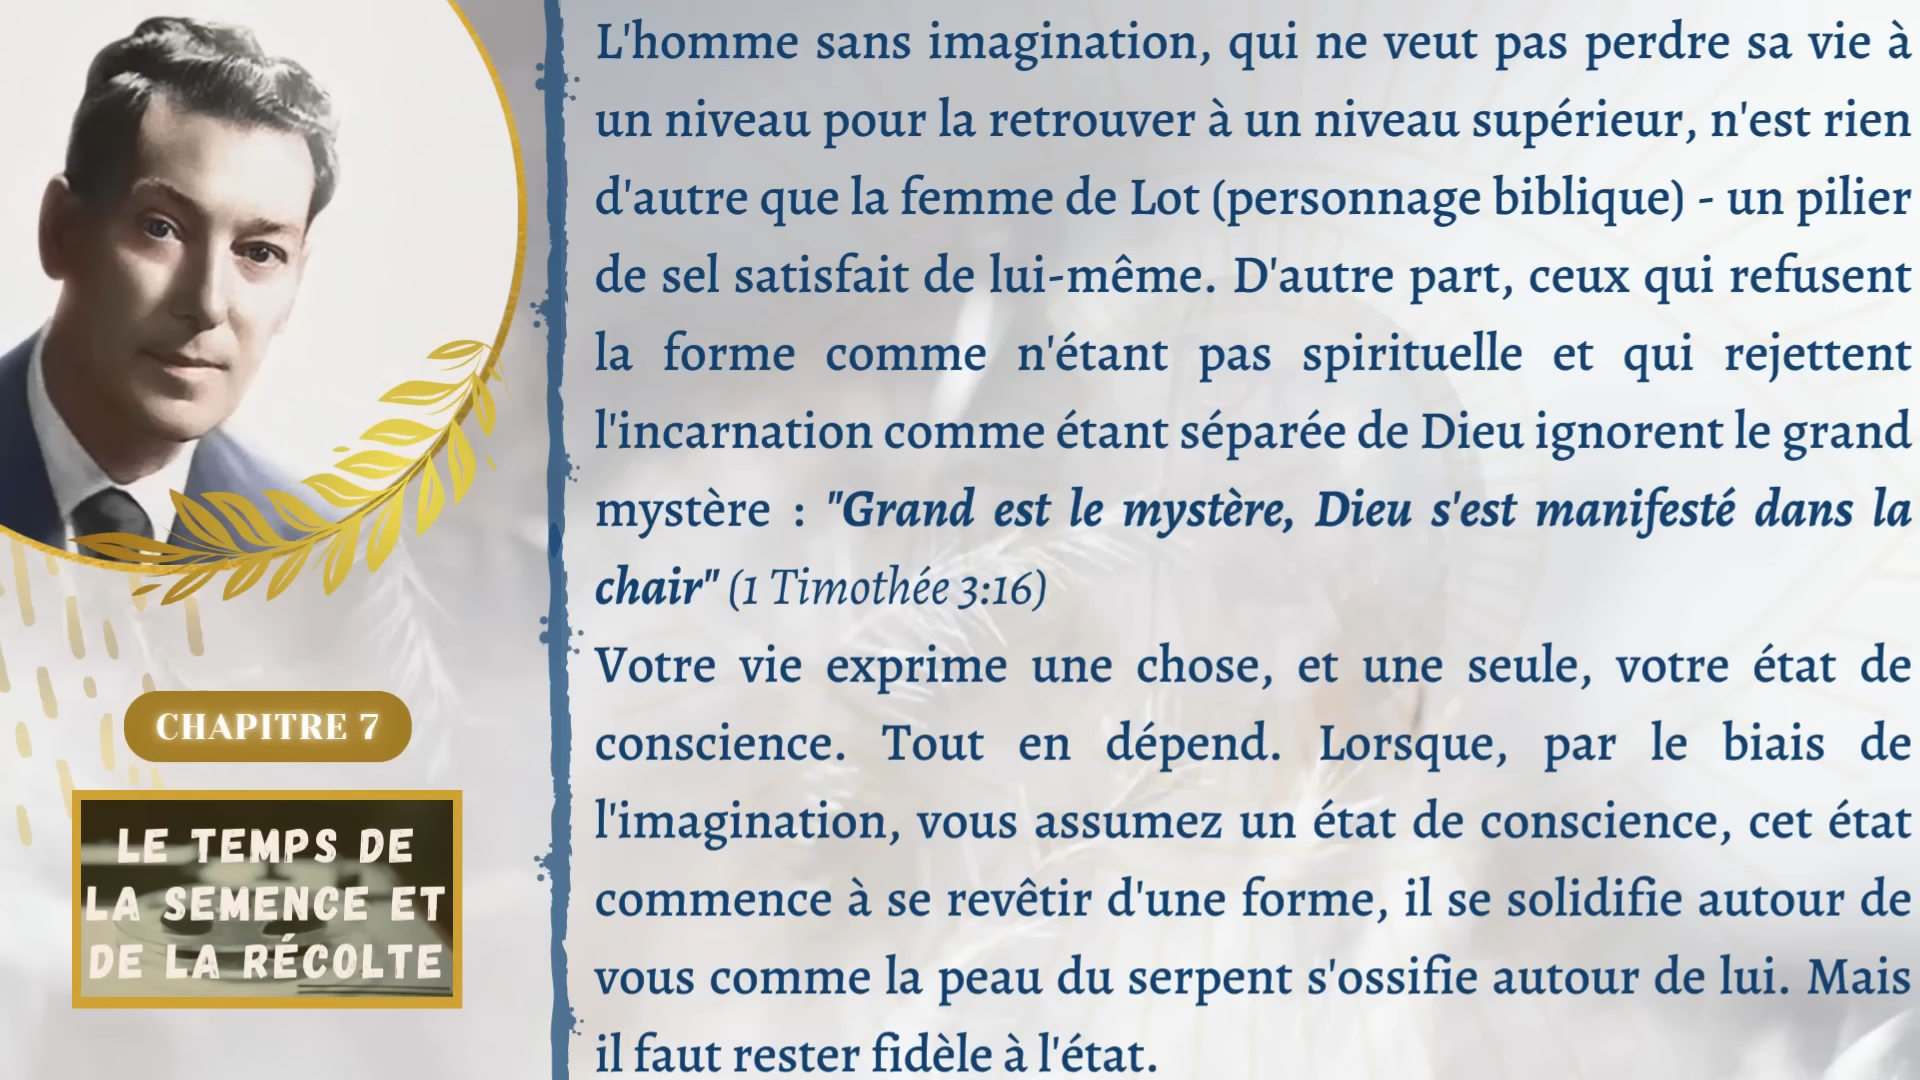 L'homme sans imagination, qui ne veut pas perdre sa vie à
un niveau pour la retrouver à un niveau supérieur, n'est rien
d'autre que la femme de Lot (personnage biblique) - un pilier
de sel satisfait de lui-même. D'autre part, ceux qui refusent
la forme comme n'étant pas spirituelle et qui rejettent
l'incarnation comme étant séparée de Dieu ignorent le grand
mystère : "Grand est le mystère, Dieu s'est manifesté dans la
chair" (1 Timothée 3:16)
Votre vie exprime une chose, et une seule, votre état de
conscience. Tout en dépend. Lorsque, par le biais de
l'imagination, vous assumez un état de conscience, cet état
commence à se revêtir d'une forme, il se solidifie autour de
vous comme la peau du serpent s'ossifie autour de lui. Mais
il faut rester fidèle à l'état.
CHAPITRE 7
LE TEMPS DE
LA SEMENCE ET
DE LA RÉCOLTE